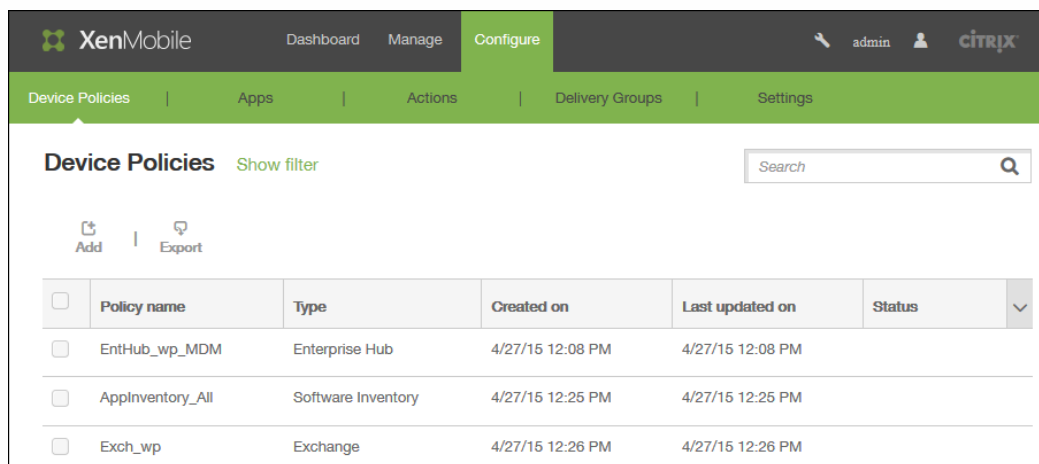 XenMobile Dashboard Manage Configure admin CITRIX
Device Policies | Apps | Actions | Delivery Groups | Settings
Device Policies Show filter Search
Add | Export
Policy name Type Created on Last updated on Status
EntHub_wp_MDM Enterprise Hub 4/27/15 12:08 PM 4/27/15 12:08 PM
AppInventory_All Software Inventory 4/27/15 12:25 PM 4/27/15 12:25 PM
Exch_wp Exchange 4/27/15 12:26 PM 4/27/15 12:26 PM